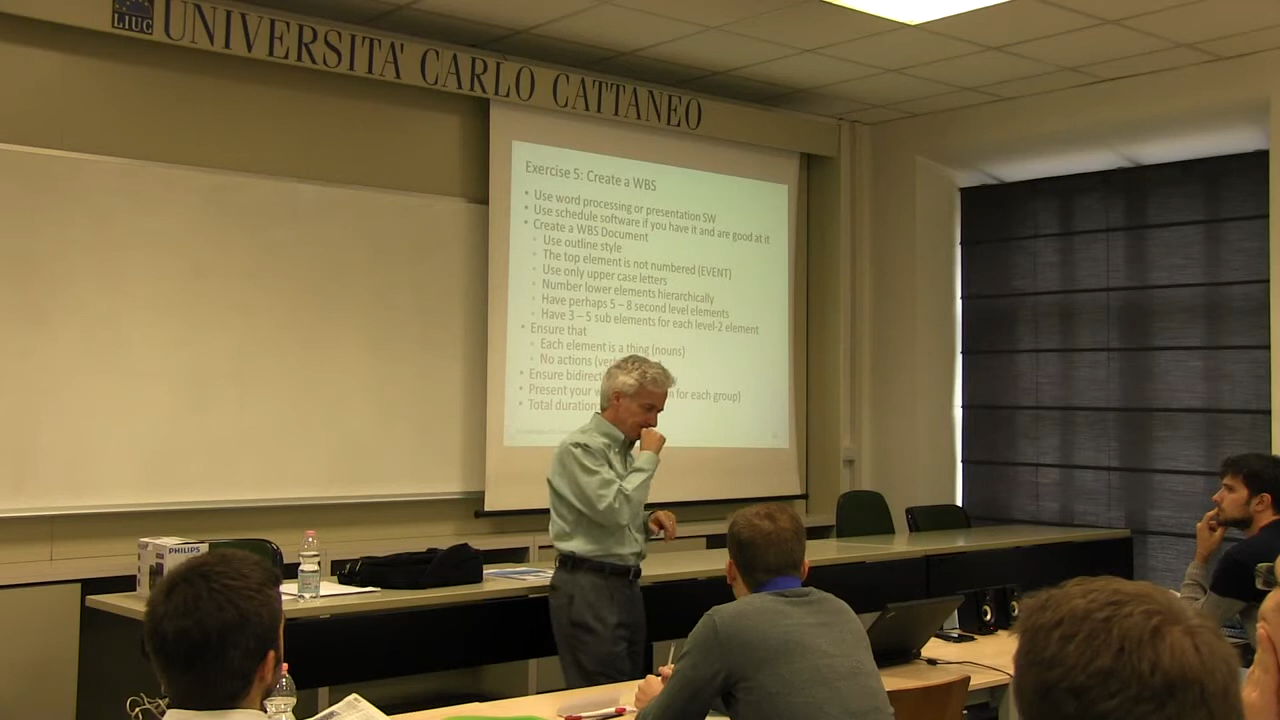 LIUC
UNIVERSITA' CARLO CATTANEO
Exercise 5: Create a WBS
• Use word processing or presentation SW
• Use schedule software if you have it and are good at it
• Create a WBS Document
Use outline style
The top element is not numbered (EVENT)
Use only upper case letters
Number lower elements hierarchically
Have perhaps 5 – 8 second level elements
Have 3 – 5 sub elements for each level-2 element
• Ensure that
Each element is a thing (nouns)
No actions
• Ensure
• Present your
for each group)
• Total duration
PHILIPS